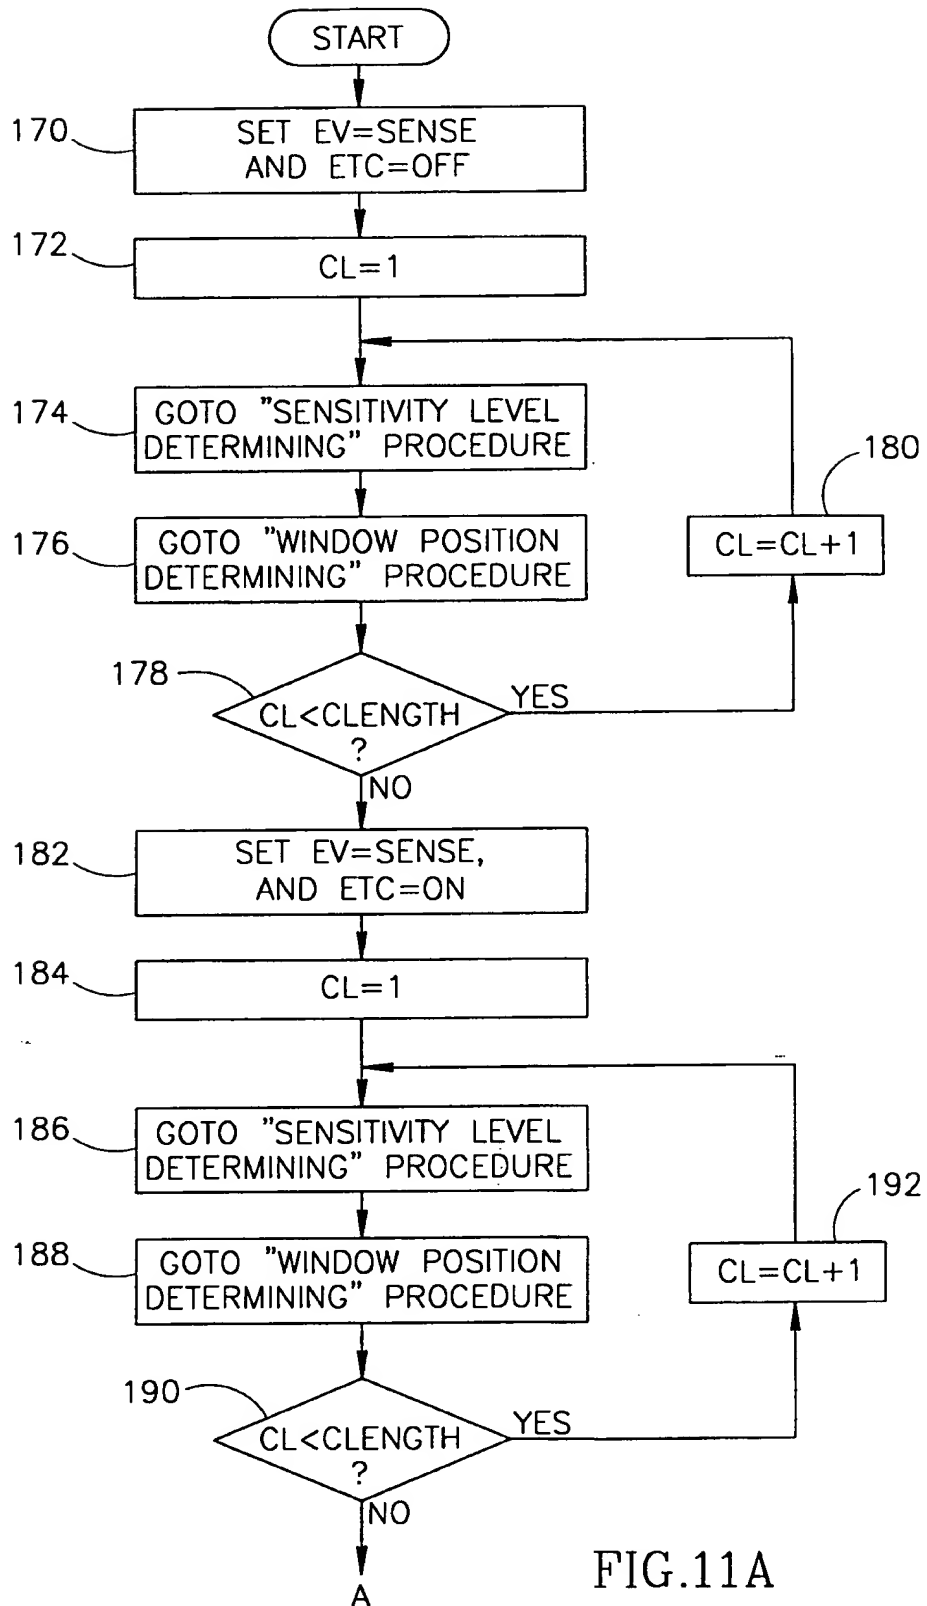 START
170
SET EV=SENSE
AND ETC=OFF
172
CL=1
174
GOTO "SENSITIVITY LEVEL
DETERMINING" PROCEDURE
180
CL=CL+1
176
GOTO "WINDOW POSITION
DETERMINING" PROCEDURE
178
CL<CLENGTH
?
YES
NO
182
SET EV=SENSE,
AND ETC=ON
184
CL=1
186
GOTO "SENSITIVITY LEVEL
DETERMINING" PROCEDURE
192
CL=CL+1
188
GOTO "WINDOW POSITION
DETERMINING" PROCEDURE
190
CL<CLENGTH
?
YES
NO
A
FIG.11A